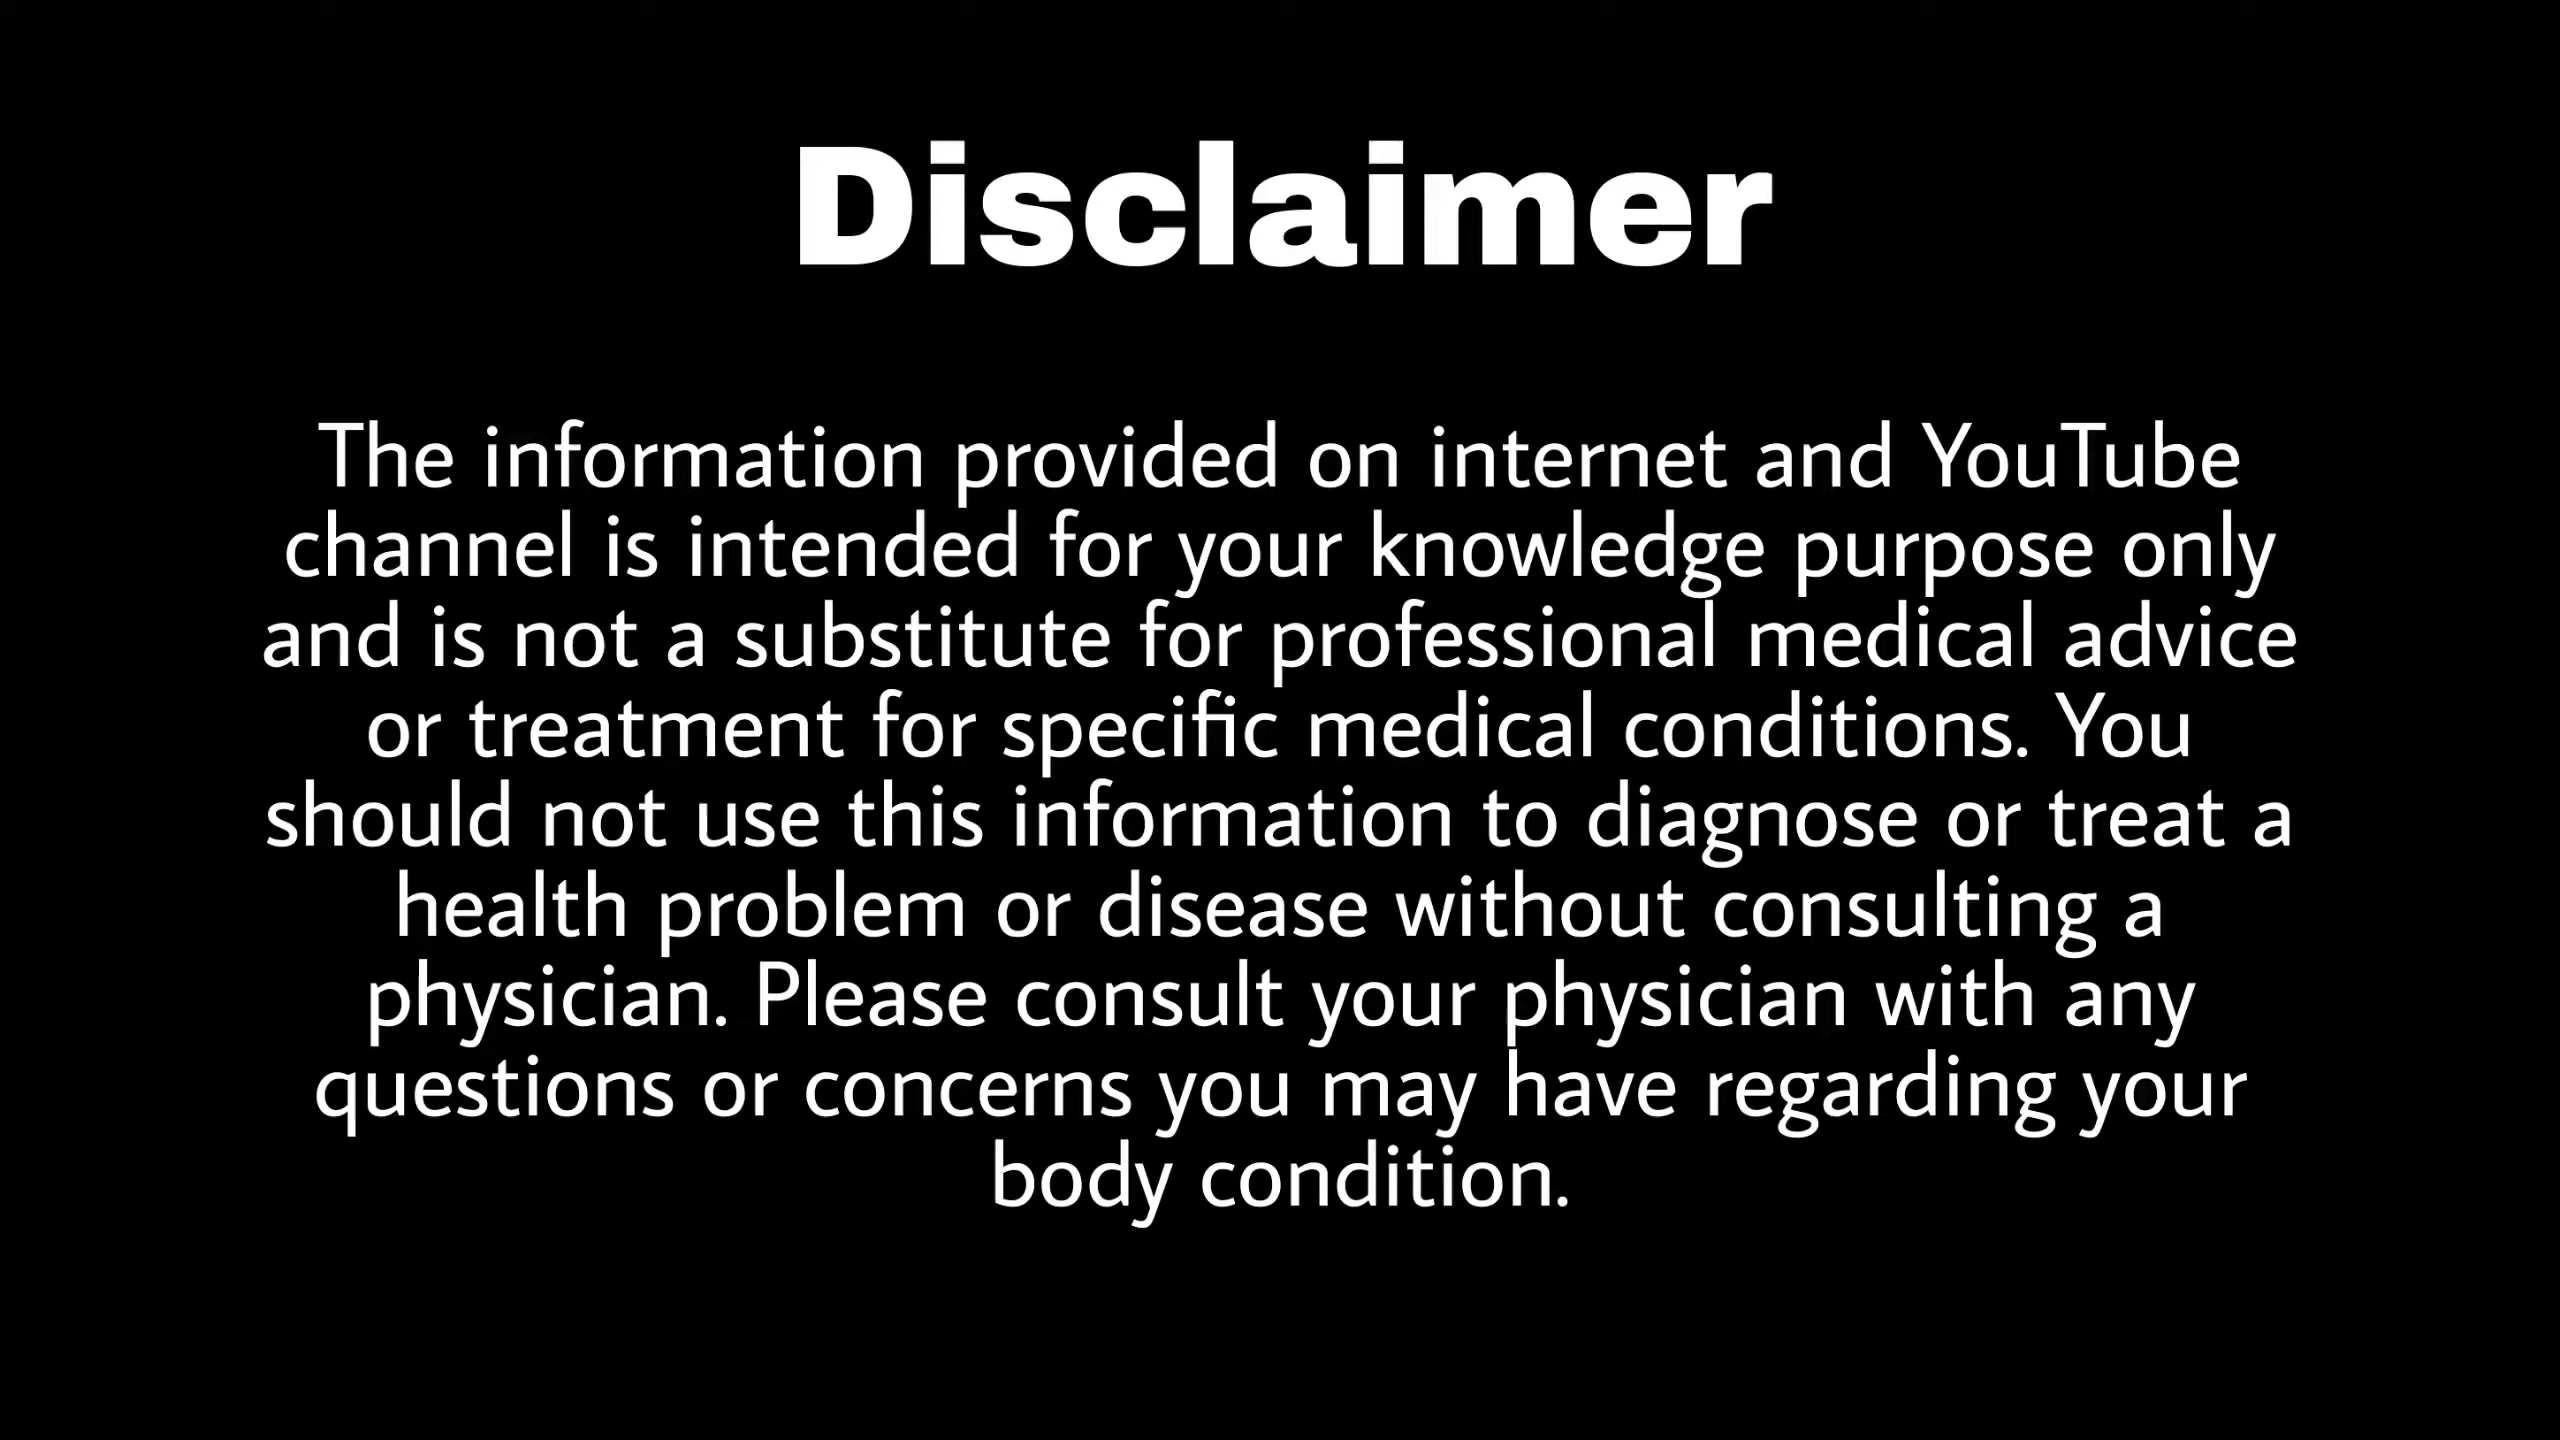 Disclaimer
The information provided on internet and YouTube
channel is intended for your knowledge purpose only
and is not a substitute for professional medical advice
or treatment for specific medical conditions. You
should not use this information to diagnose or treat a
health problem or disease without consulting a
physician. Please consult your physician with any
questions or concerns you may have regarding your
body condition.